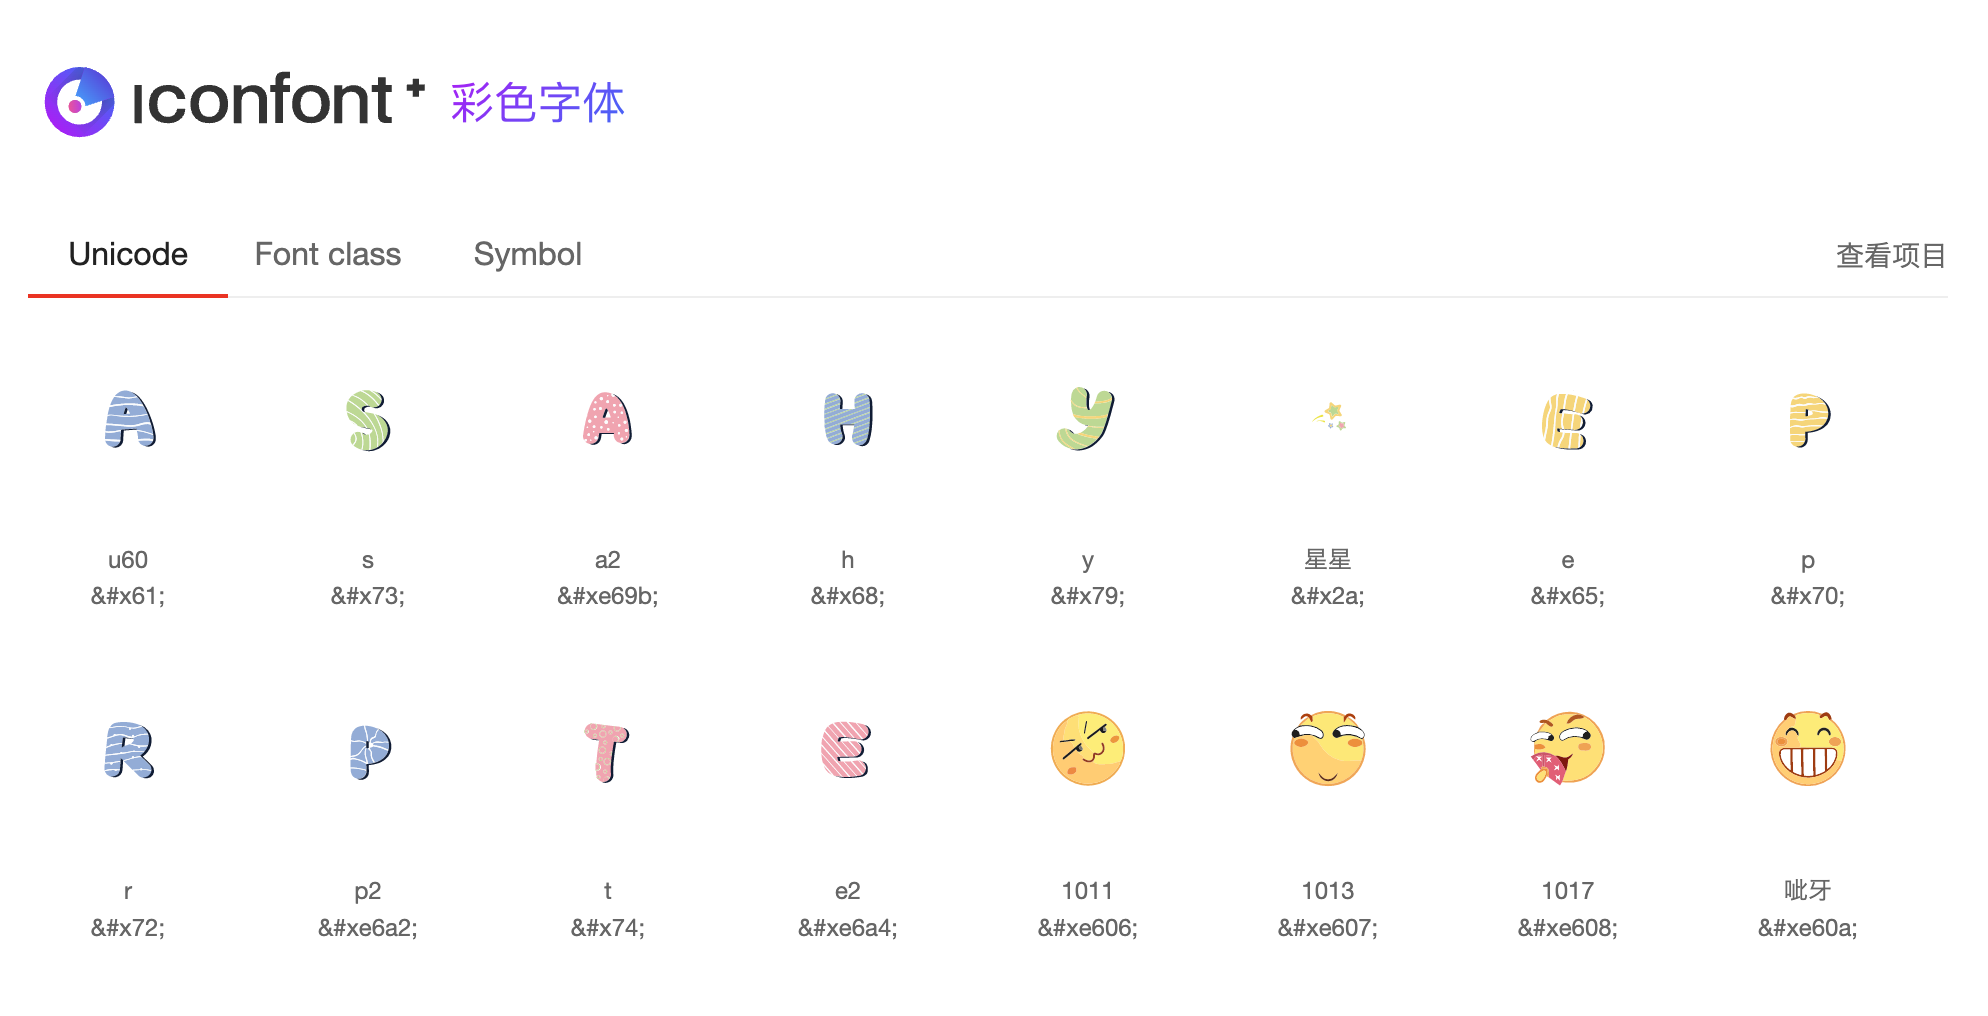 iconfont+ 彩色字体
Unicode Font class Symbol 查看项目
A S A H y E P
u60 s a2 h y 星星 e p
&#x61; &#x73; &#xe69b; &#x68; &#x79; &#x2a; &#x65; &#x70;
R P T E
r p2 t e2 1011 1013 1017 呲牙
&#x72; &#xe6a2; &#x74; &#xe6a4; &#xe606; &#xe607; &#xe608; &#xe60a;